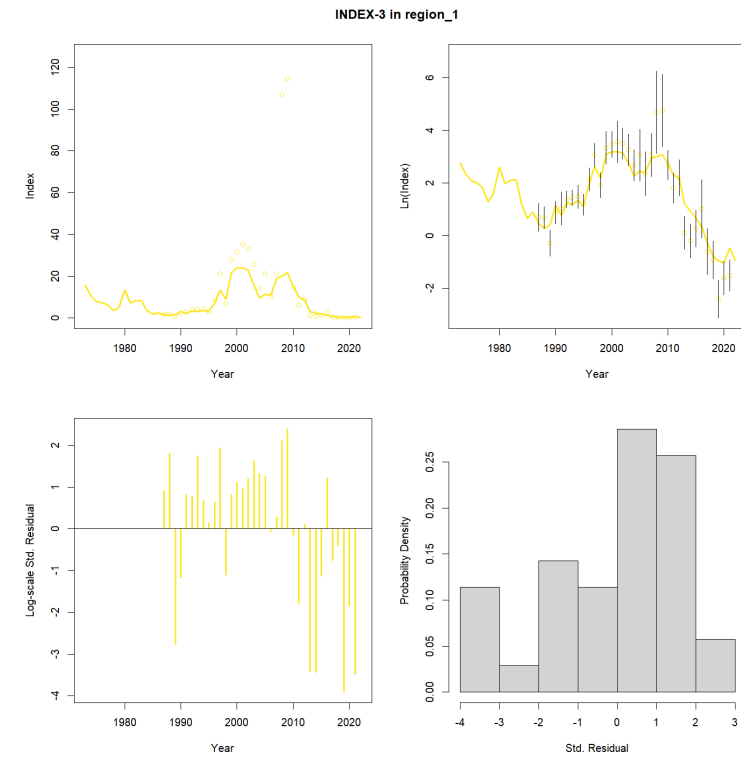 INDEX-3 in region_1
Index
0 20 40 60 80 100 120
1980 1990 2000 2010 2020
Year
Ln(Index)
-2 0 2 4 6
1980 1990 2000 2010 2020
Year
Log-scale Std. Residual
-4 -3 -2 -1 0 1 2
1980 1990 2000 2010 2020
Year
Probability Density
0.00 0.05 0.10 0.15 0.20 0.25
-4 -3 -2 -1 0 1 2 3
Std. Residual